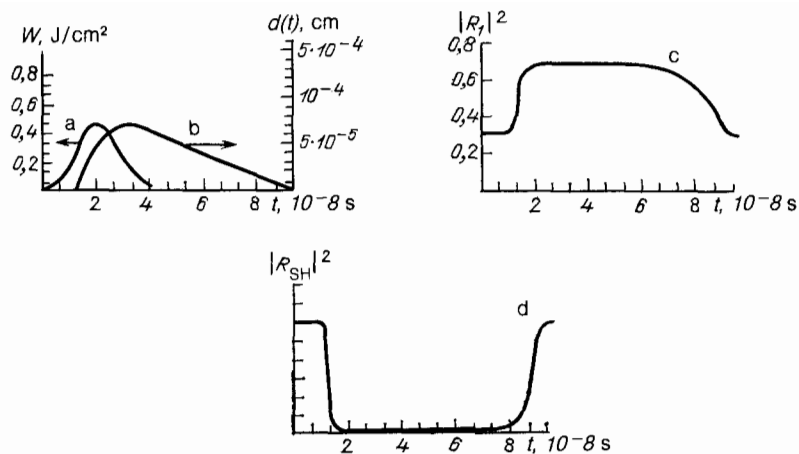 W, J/cm²
d(t), cm
0,8
0,6
0,4
0,2
a
b
5·10⁻⁴
10⁻⁴
5·10⁻⁵
2 4 6 8 t, 10⁻⁸ s
|R₁|²
0,8
0,6
0,4
0,2
c
2 4 6 8 t, 10⁻⁸ s
|R_SH|²
d
2 4 6 8 t, 10⁻⁸ s